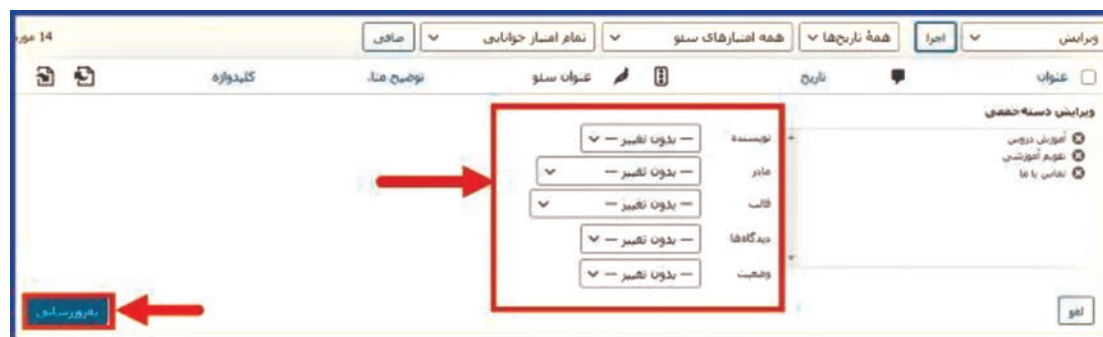 ویرایش اجرا همهٔ تاریخ‌ها همه امتیازهای سئو تمام امتیاز خوانایی صافی 14 مورد
عنوان تاریخ عنوان سئو توضیح متا. کلیدواژه
ویرایش دسته‌جمعی
آموزش دروس
تقویم آموزشی
تماس با ما
نویسنده — بدون تغییر —
مادر — بدون تغییر —
قالب — بدون تغییر —
دیدگاه‌ها — بدون تغییر —
وضعیت — بدون تغییر —
لغو به‌روزرسانی